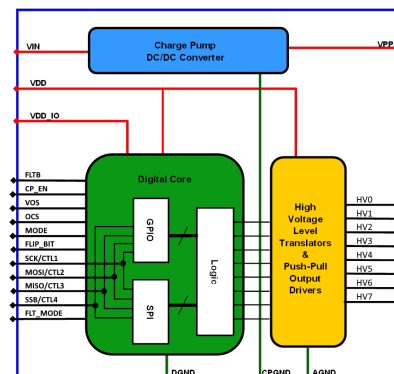 VIN
Charge Pump
DC/DC Converter
VPP
VDD
VDD_IO
Digital Core
FLTB
CP_EN
VOS
OCS
MODE
FLIP_BIT
SCK/CTL1
MOSI/CTL2
MISO/CTL3
SSB/CTL4
FLT_MODE
GPIO
SPI
Logic
High
Voltage
Level
Translators
&
Push-Pull
Output
Drivers
HV0
HV1
HV2
HV3
HV4
HV5
HV6
HV7
DGND
CPGND
AGND